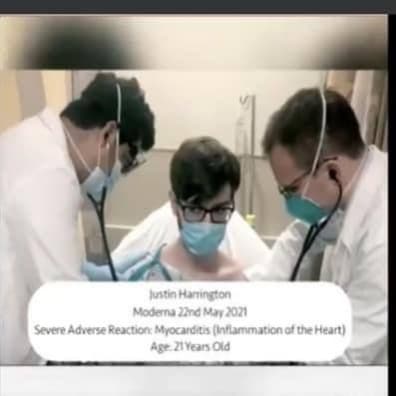 Justin Harrington
Moderna 22nd May 2021
Severe Adverse Reaction: Myocarditis (Inflammation of the Heart)
Age: 21 Years Old